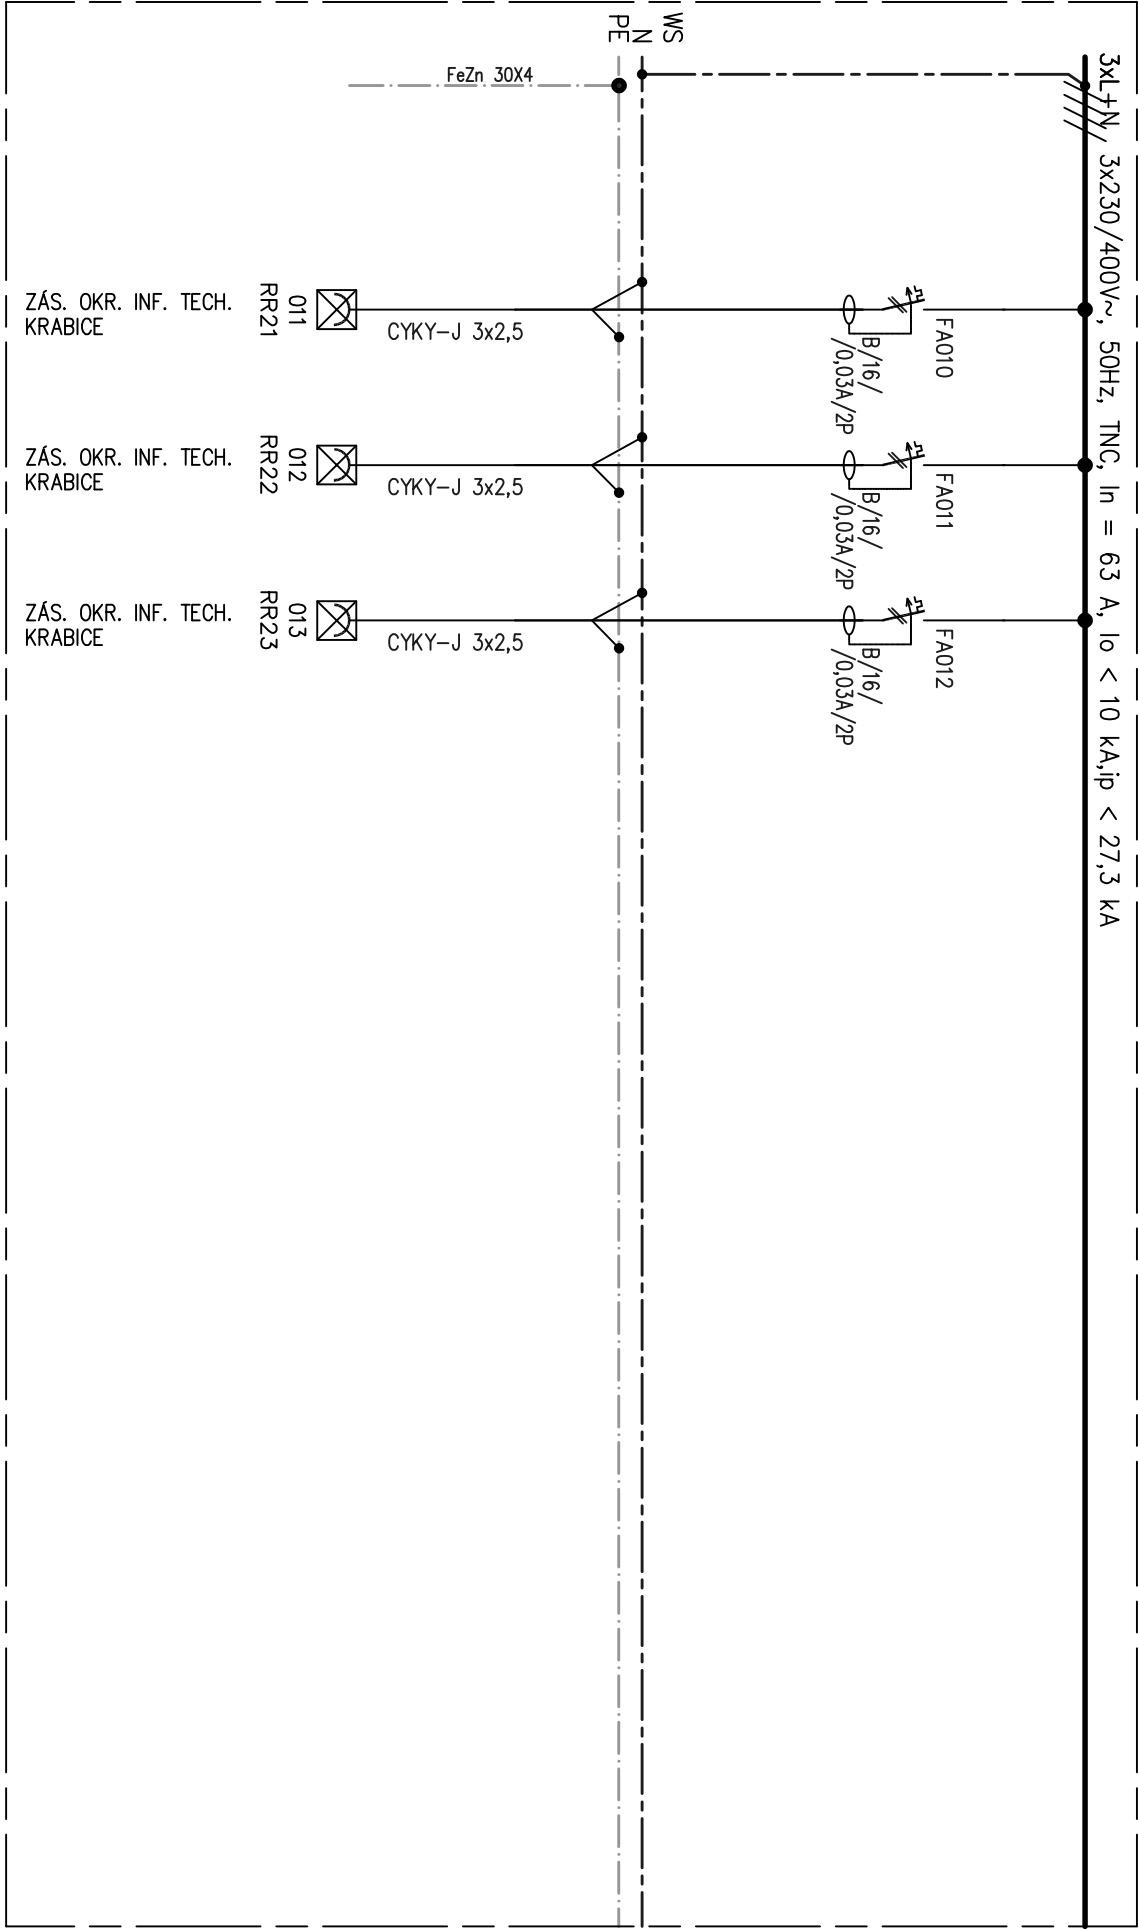 3xL+N, 3x230/400V~, 50Hz, TNC, In = 63 A, Io < 10 kA,ip < 27,3 kA
WS
N
PE
FeZn 30X4
FA010
B/16/
/0,03A/2P
CYKY-J 3x2,5
011
RR21
ZÁS. OKR. INF. TECH.
KRABICE
FA011
B/16/
/0,03A/2P
CYKY-J 3x2,5
012
RR22
ZÁS. OKR. INF. TECH.
KRABICE
FA012
B/16/
/0,03A/2P
CYKY-J 3x2,5
013
RR23
ZÁS. OKR. INF. TECH.
KRABICE